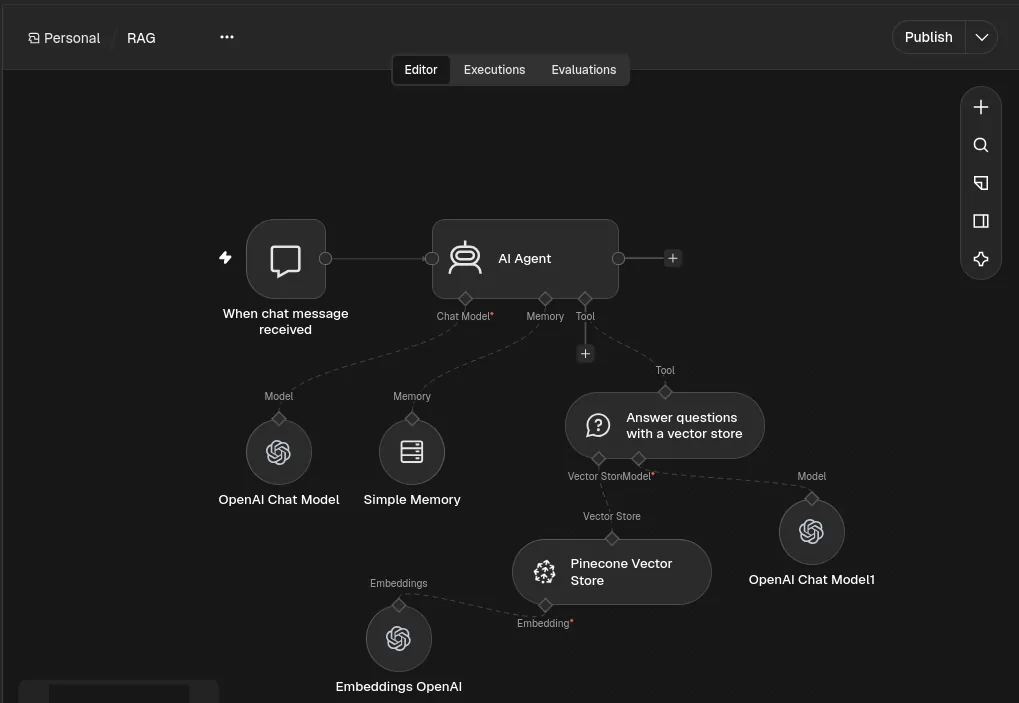 Personal / RAG ...
Publish
Editor Executions Evaluations
AI Agent
When chat message
received
Chat Model* Memory Tool
Tool
Model Memory
Answer questions
with a vector store
Vector Store Model*
Model
OpenAI Chat Model Simple Memory
Vector Store
Pinecone Vector
Store
OpenAI Chat Model1
Embeddings
Embedding*
Embeddings OpenAI